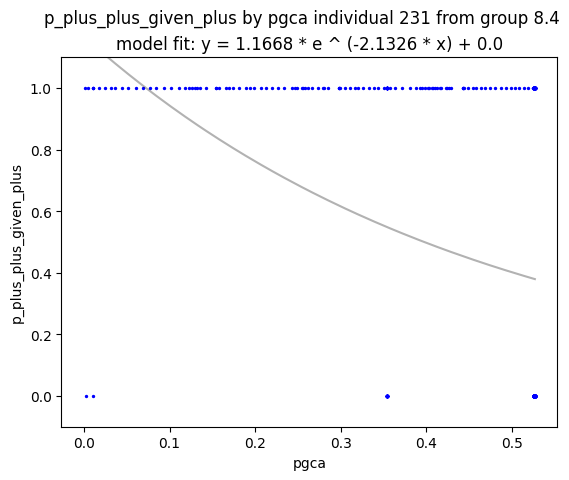 p_plus_plus_given_plus by pgca individual 231 from group 8.4
model fit: y = 1.1668 * e ^ (-2.1326 * x) + 0.0
1.0
0.8
0.6
0.4
0.2
0.0
p_plus_plus_given_plus
0.0 0.1 0.2 0.3 0.4 0.5
pgca